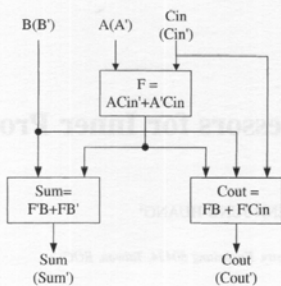 B(B')
A(A')
Cin
(Cin')
F =
ACin'+A'Cin
Sum=
F'B+FB'
Cout =
FB + F'Cin
Sum
(Sum')
Cout
(Cout')